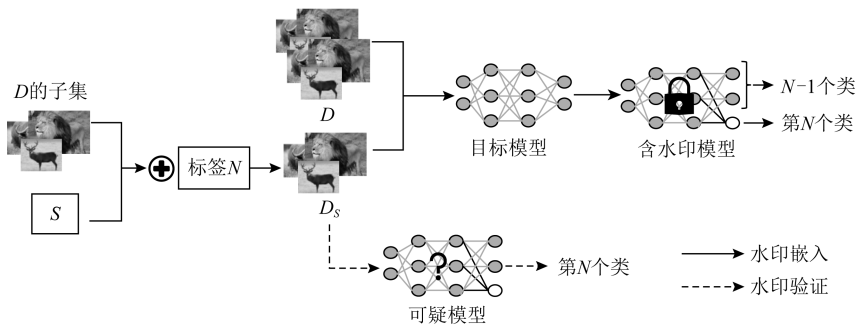 D的子集
S
标签N
D
D_S
目标模型
含水印模型
N−1个类
第N个类
?
第N个类
可疑模型
水印嵌入
水印验证